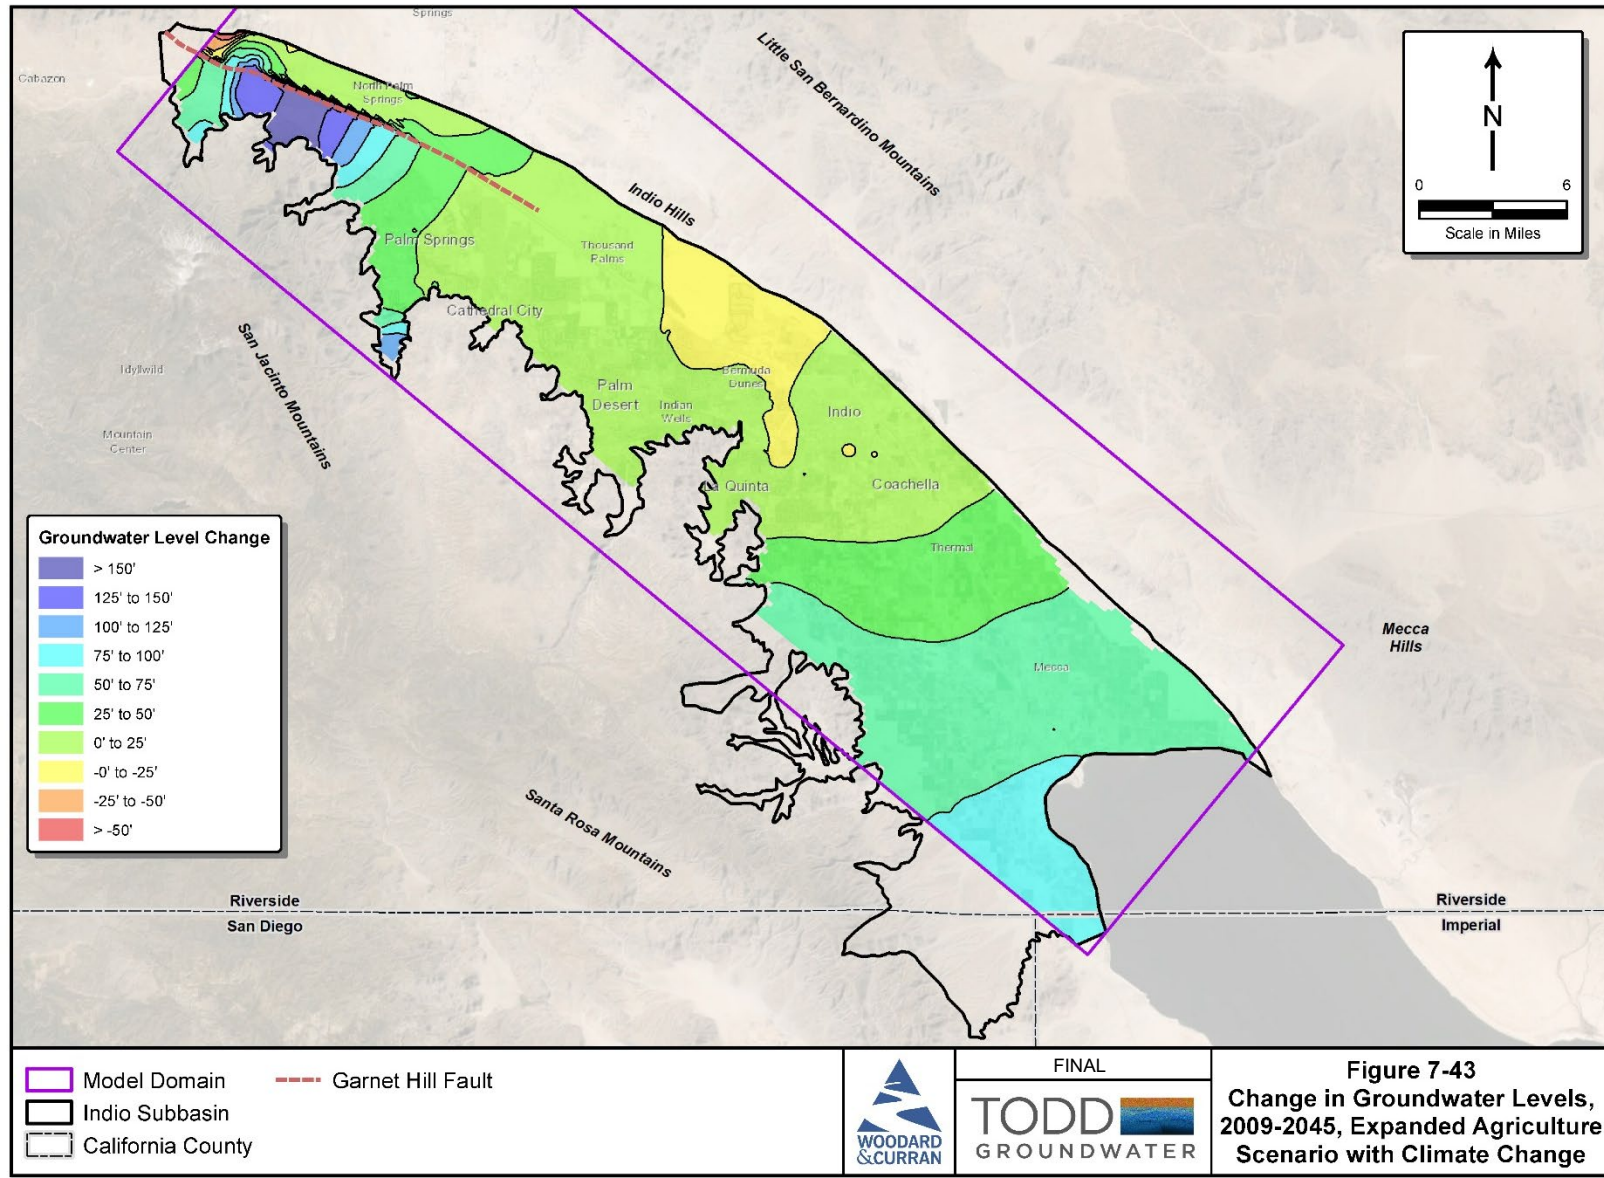 Springs
Cabazon
North Palm
Springs
Little San Bernardino Mountains
N
0
6
Scale in Miles
Indio Hills
Palm Springs
Thousand
Palms
Cathedral City
San Jacinto Mountains
Idyllwild
Palm
Desert
Bermuda
Dunes
Indian
Wells
Indio
Mountain
Center
La Quinta
Coachella
Thermal
Mecca
Mecca
Hills
Santa Rosa Mountains
Groundwater Level Change
> 150'
125' to 150'
100' to 125'
75' to 100'
50' to 75'
25' to 50'
0' to 25'
-0' to -25'
-25' to -50'
> -50'
Riverside
San Diego
Riverside
Imperial
Model Domain
Garnet Hill Fault
Indio Subbasin
California County
WOODARD
&CURRAN
FINAL
TODD
GROUNDWATER
Figure 7-43
Change in Groundwater Levels,
2009-2045, Expanded Agriculture
Scenario with Climate Change